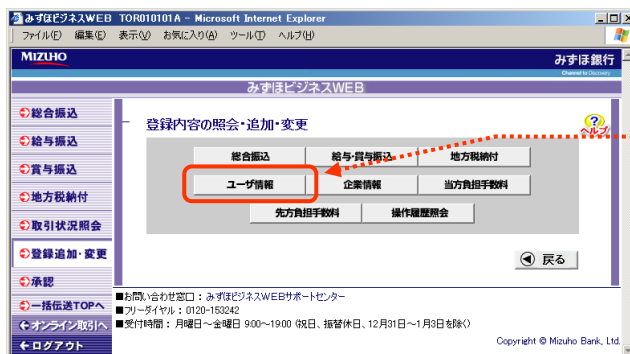 みずほビジネスWEB TOR010101A - Microsoft Internet Explorer
ファイル(F) 編集(E) 表示(V) お気に入り(A) ツール(T) ヘルプ(H)
MIZUHO
みずほ銀行
Channel to Discovery
みずほビジネスWEB
総合振込
給与振込
賞与振込
地方税納付
取引状況照会
登録追加・変更
承認
一括伝送TOPへ
オンライン取引へ
ログアウト
登録内容の照会・追加・変更
ヘルプ
総合振込 給与・賞与振込 地方税納付
ユーザ情報 企業情報 当方負担手数料
先方負担手数料 操作履歴照会
戻る
■お問い合わせ窓口：みずほビジネスWEBサポートセンター
■フリーダイヤル：0120-153242
■受付時間：月曜日～金曜日 9:00～19:00 (祝日、振替休日、12月31日～1月3日を除く)
Copyright © Mizuho Bank, Ltd.